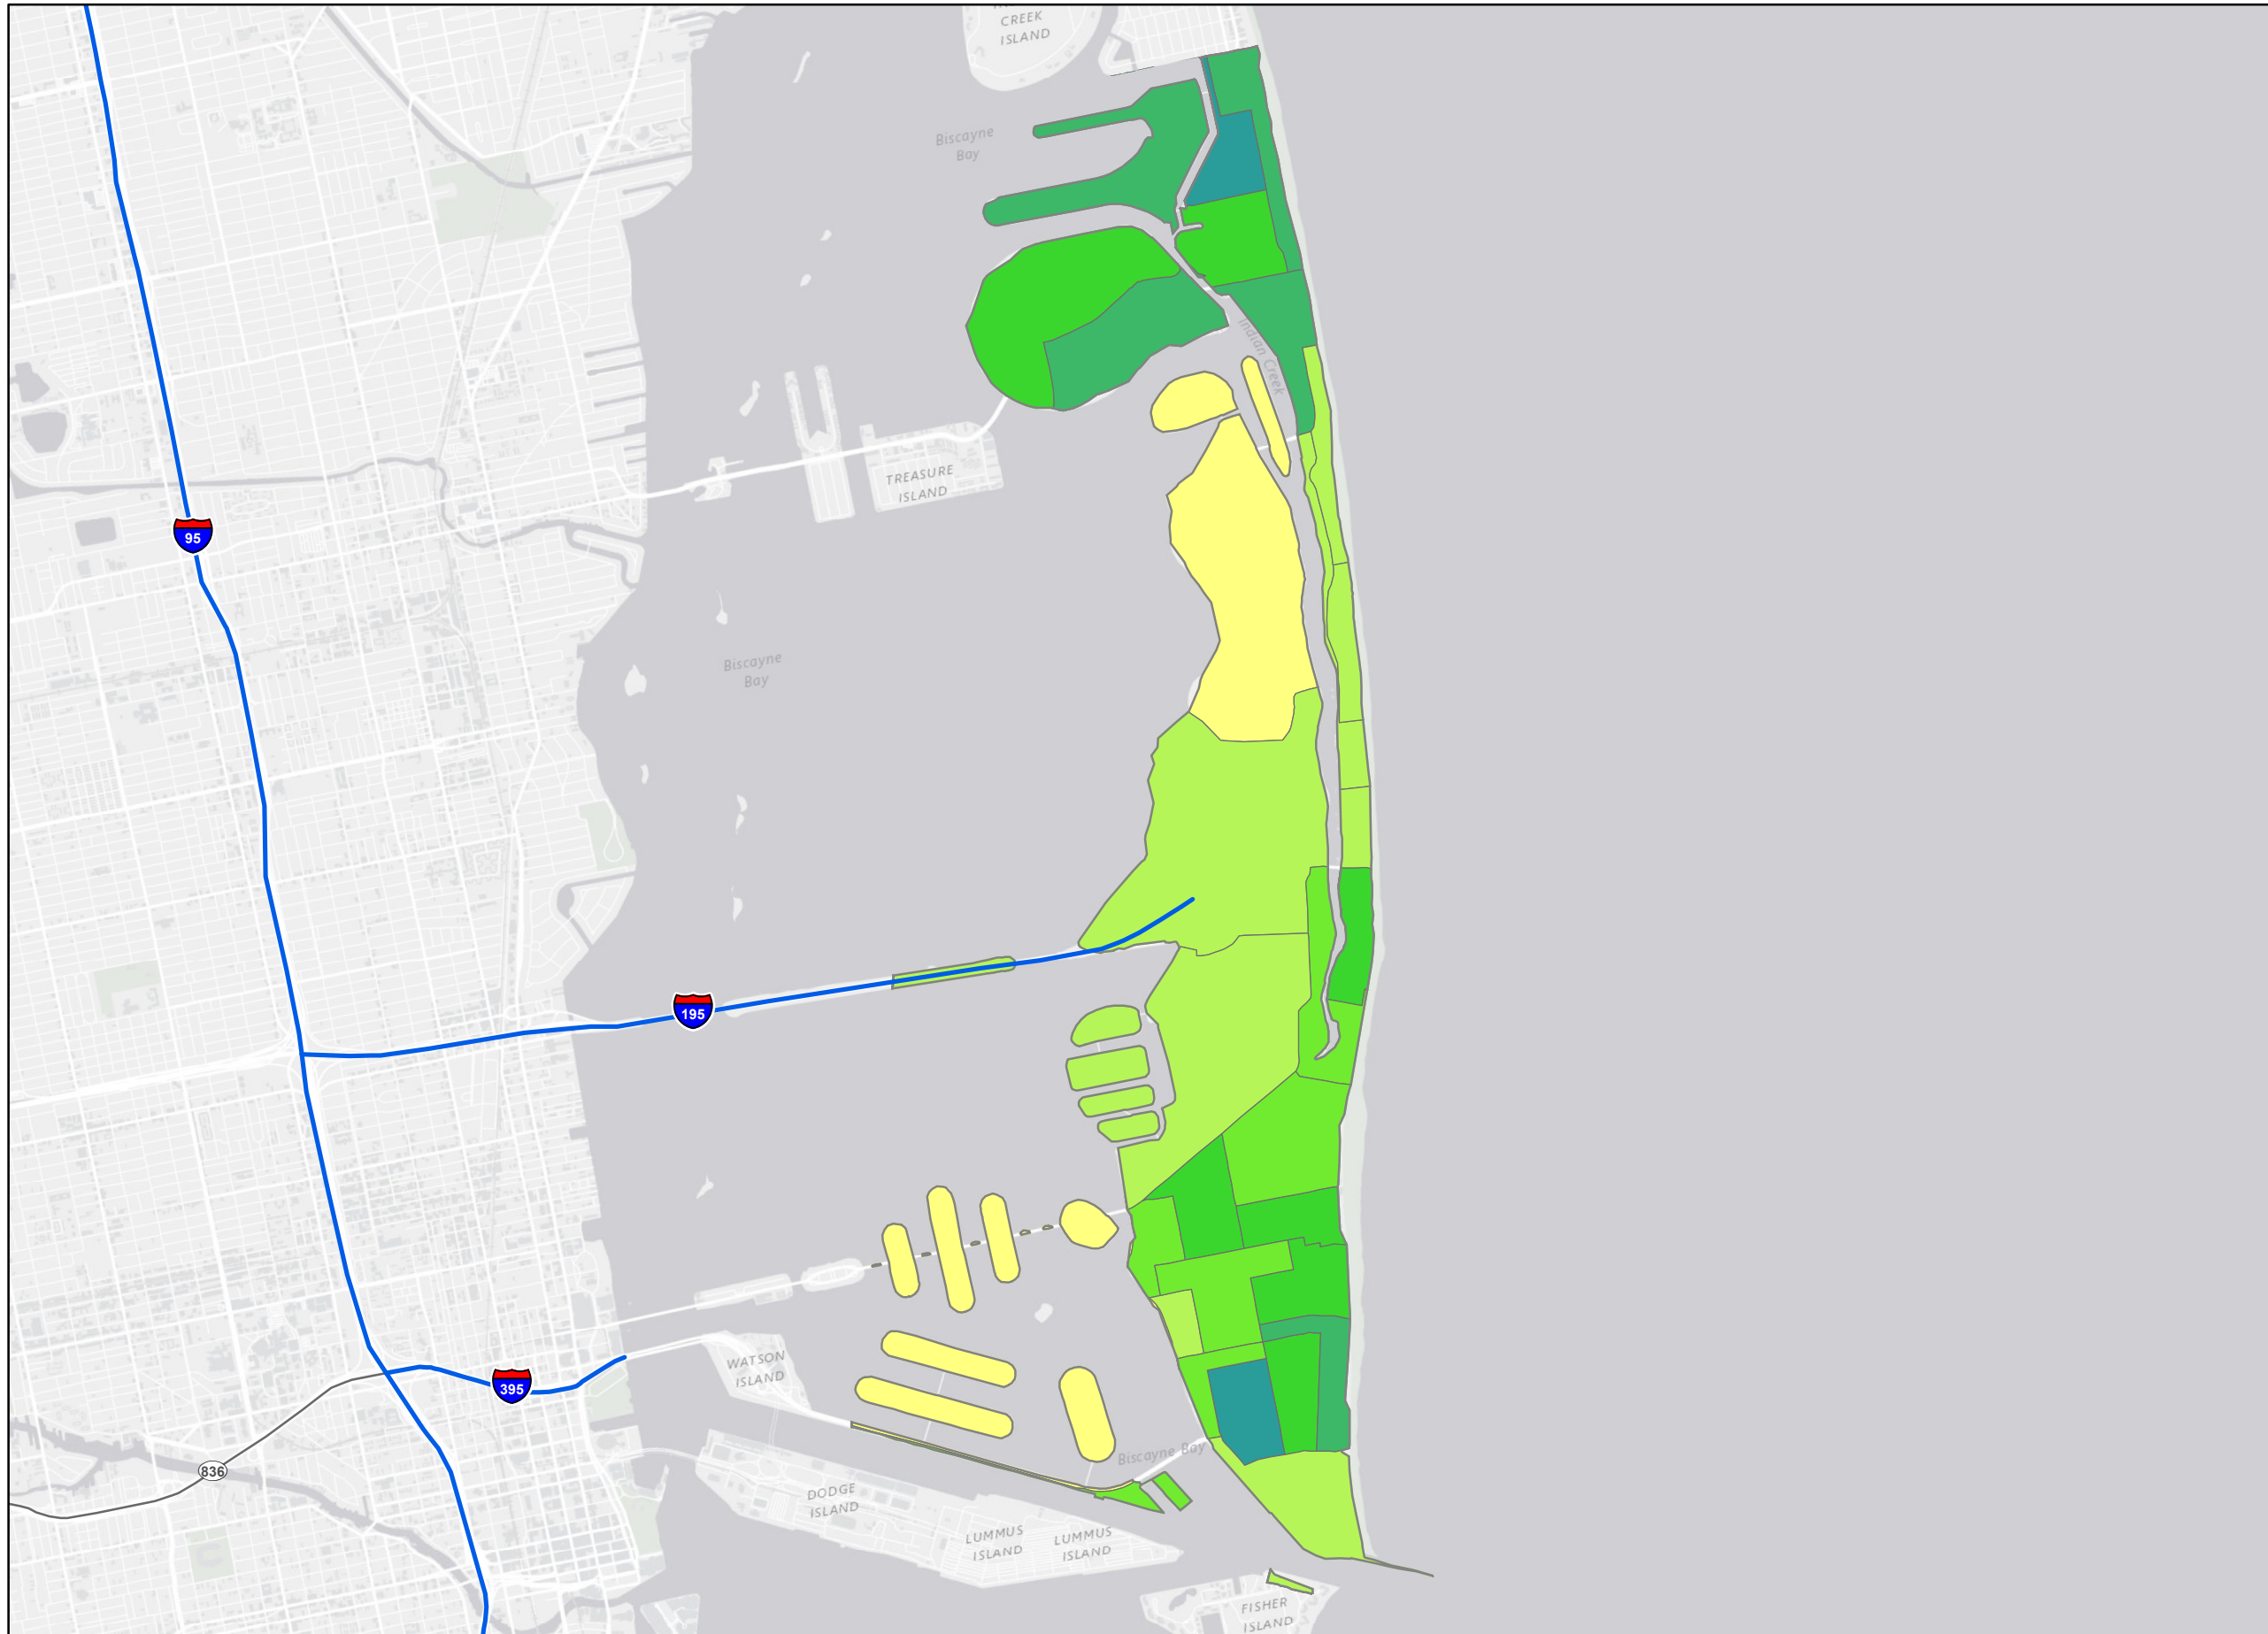 CREEK
ISLAND
Biscayne
Bay
Indian Creek
TREASURE
ISLAND
95
Biscayne
Bay
195
WATSON
ISLAND
395
Biscayne Bay
836
DODGE
ISLAND
LUMMUS
ISLAND
LUMMUS
ISLAND
FISHER
ISLAND